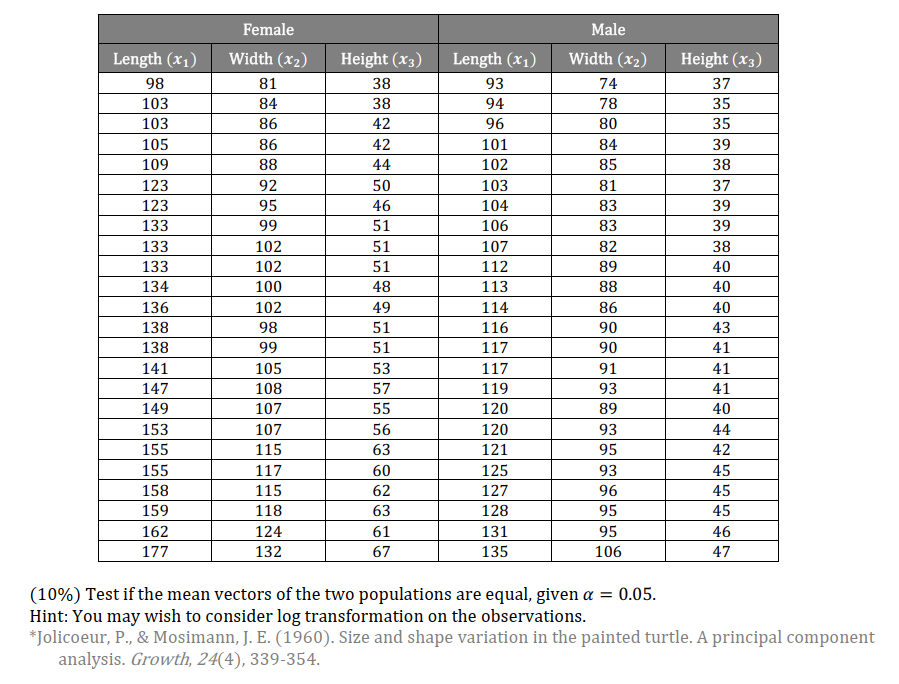 Female Male
Length (x₁) Width (x₂) Height (x₃) Length (x₁) Width (x₂) Height (x₃)
98 81 38 93 74 37
103 84 38 94 78 35
103 86 42 96 80 35
105 86 42 101 84 39
109 88 44 102 85 38
123 92 50 103 81 37
123 95 46 104 83 39
133 99 51 106 83 39
133 102 51 107 82 38
133 102 51 112 89 40
134 100 48 113 88 40
136 102 49 114 86 40
138 98 51 116 90 43
138 99 51 117 90 41
141 105 53 117 91 41
147 108 57 119 93 41
149 107 55 120 89 40
153 107 56 120 93 44
155 115 63 121 95 42
155 117 60 125 93 45
158 115 62 127 96 45
159 118 63 128 95 45
162 124 61 131 95 46
177 132 67 135 106 47
(10%) Test if the mean vectors of the two populations are equal, given α = 0.05.
Hint: You may wish to consider log transformation on the observations.
*Jolicoeur, P., & Mosimann, J. E. (1960). Size and shape variation in the painted turtle. A principal component
analysis. Growth, 24(4), 339-354.